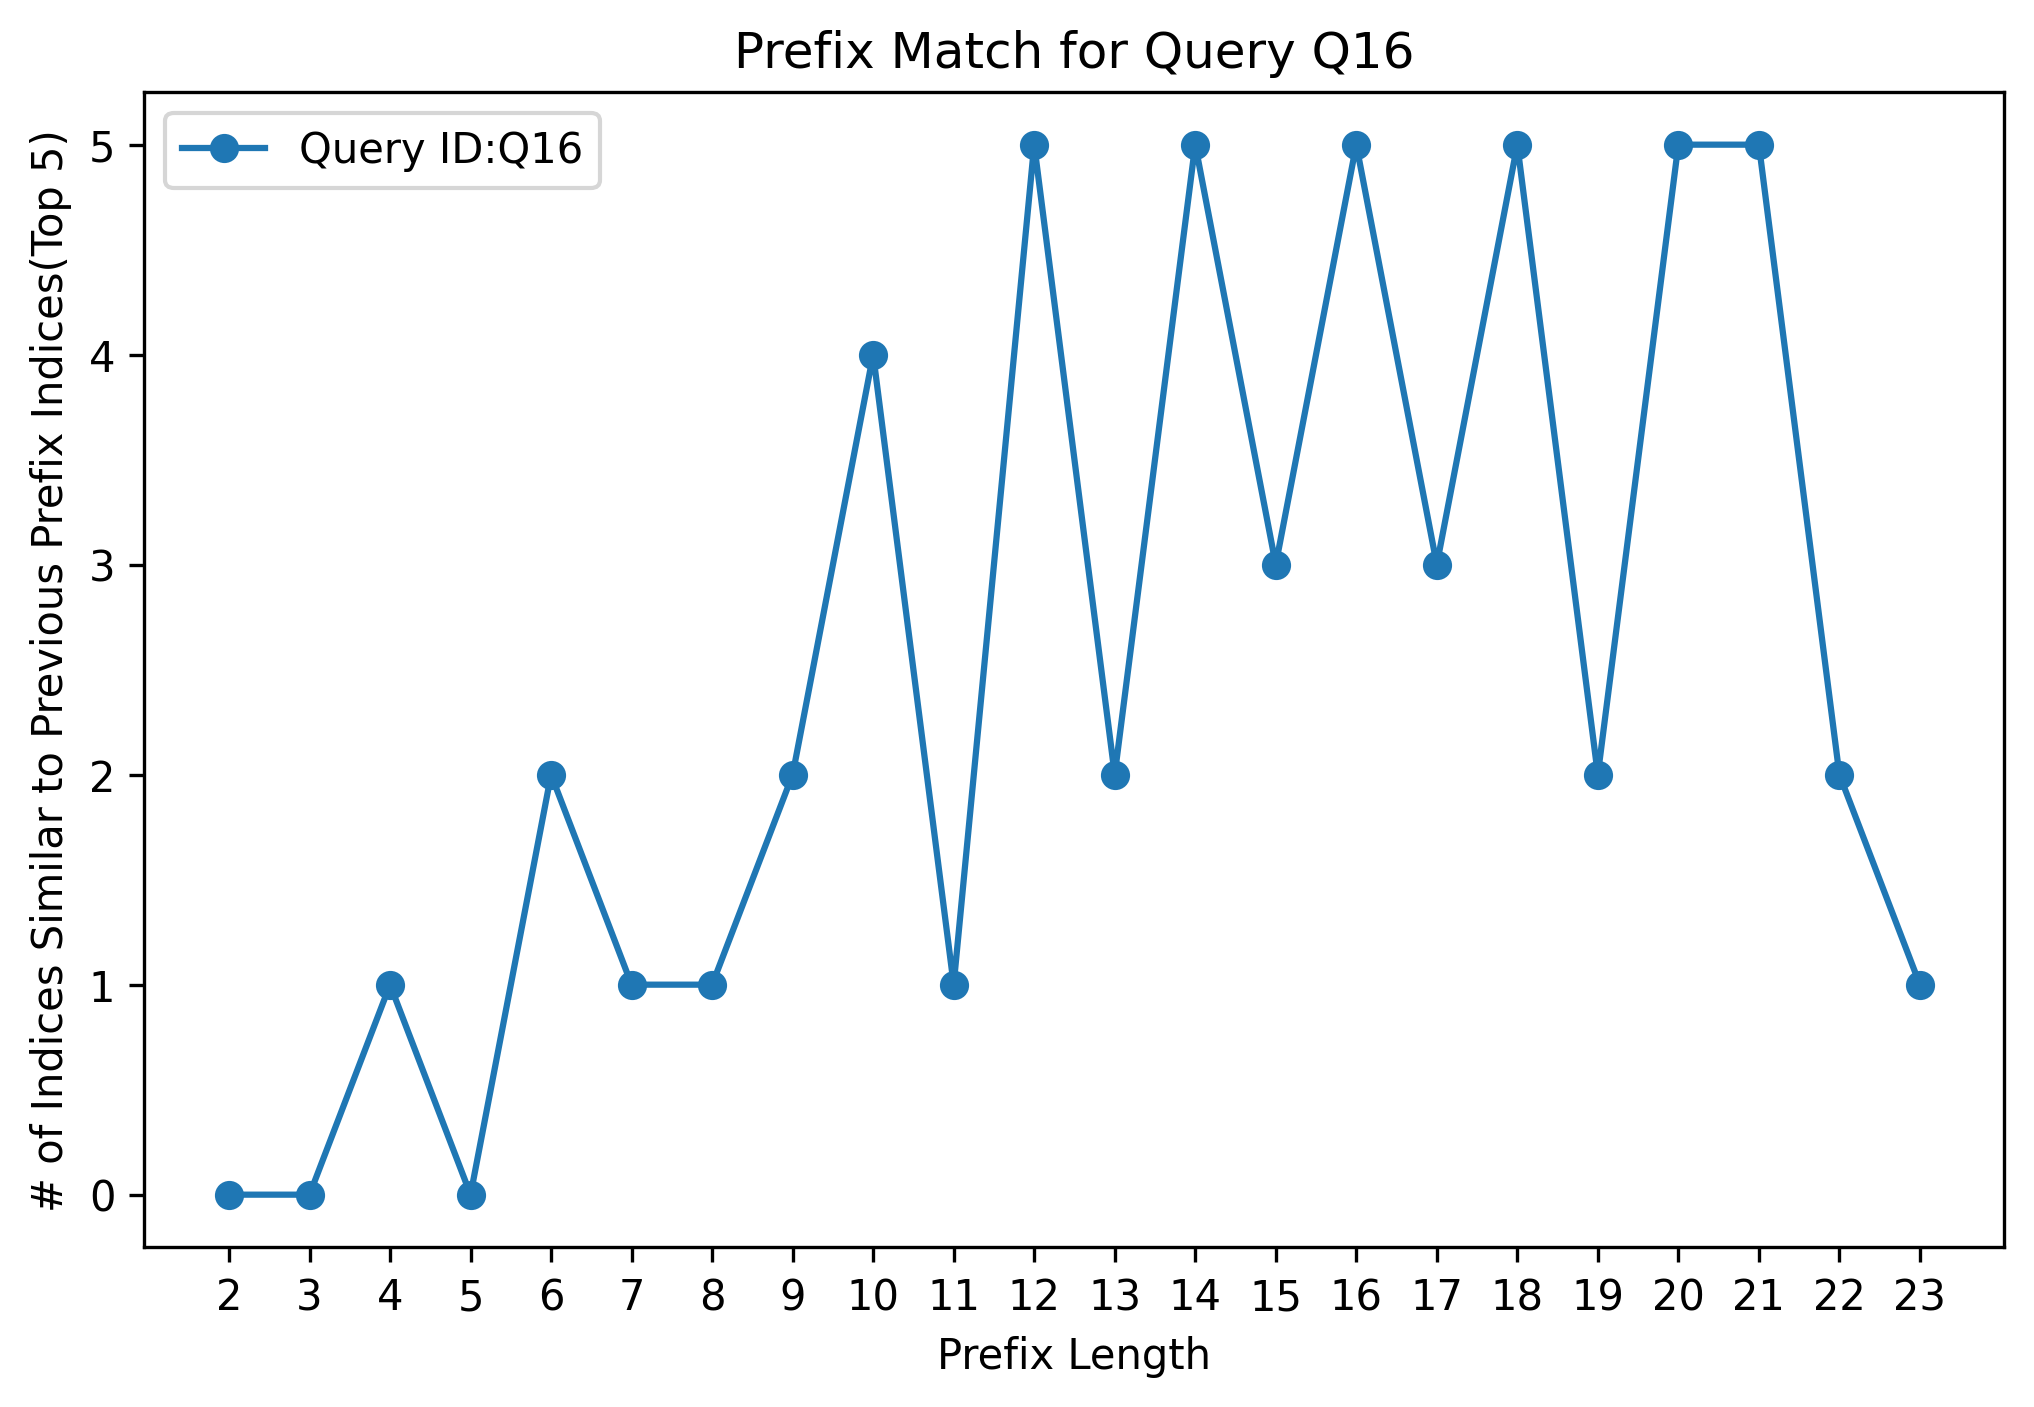 Prefix Match for Query Q16
Query ID:Q16
# of Indices Similar to Previous Prefix Indices(Top 5)
5
4
3
2
1
0
2 3 4 5 6 7 8 9 10 11 12 13 14 15 16 17 18 19 20 21 22 23
Prefix Length